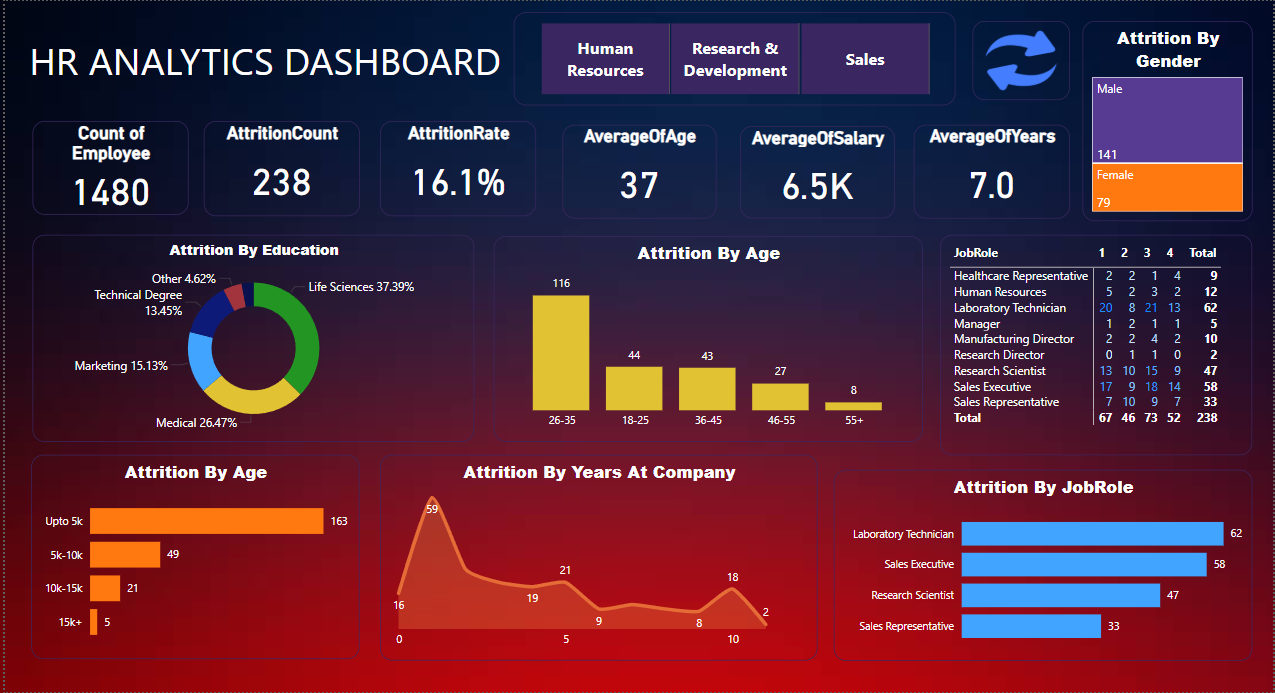 HR ANALYTICS DASHBOARD
Human
Resources
Research &
Development
Sales
Attrition By
Gender
Male
141
Female
79
Count of
Employee
1480
AttritionCount
238
AttritionRate
16.1%
AverageOfAge
37
AverageOfSalary
6.5K
AverageOfYears
7.0
Attrition By Education
Other 4.62%
Technical Degree
13.45%
Marketing 15.13%
Medical 26.47%
Life Sciences 37.39%
Attrition By Age
116
44
43
27
8
26-35 18-25 36-45 46-55 55+
JobRole 1 2 3 4 Total
Healthcare Representative 2 2 1 4 9
Human Resources 5 2 3 2 12
Laboratory Technician 20 8 21 13 62
Manager 1 2 1 1 5
Manufacturing Director 2 2 4 2 10
Research Director 0 1 1 0 2
Research Scientist 13 10 15 9 47
Sales Executive 17 9 18 14 58
Sales Representative 7 10 9 7 33
Total 67 46 73 52 238
Attrition By Age
Upto 5k 163
5k-10k 49
10k-15k 21
15k+ 5
Attrition By Years At Company
16
59
19
21
9
8
18
2
0 5 10
Attrition By JobRole
Laboratory Technician 62
Sales Executive 58
Research Scientist 47
Sales Representative 33